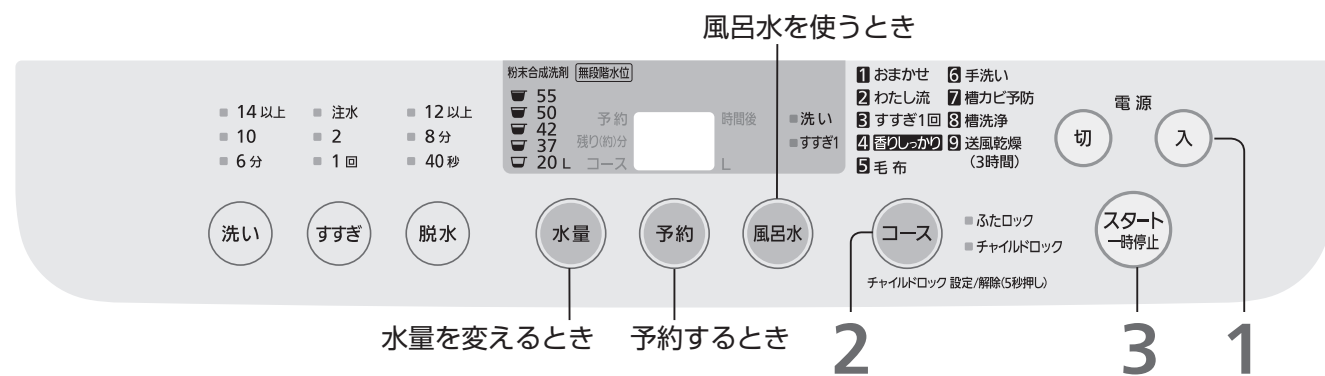 風呂水を使うとき
14以上
10
6分
注水
2
1回
12以上
8分
40秒
粉末合成洗剤 無段階水位
55
50
42
37
20 L
予約 時間後
残り(約)分
コース L
洗い
すすぎ1
1 おまかせ
2 わたし流
3 すすぎ1回
4 香りしっかり
5 毛布
6 手洗い
7 槽カビ予防
8 槽洗浄
9 送風乾燥
(3時間)
電源
切 入
洗い すすぎ 脱水 水量 予約 風呂水 コース
ふたロック
チャイルドロック
スタート
一時停止
チャイルドロック 設定/解除(5秒押し)
水量を変えるとき 予約するとき 2 3 1